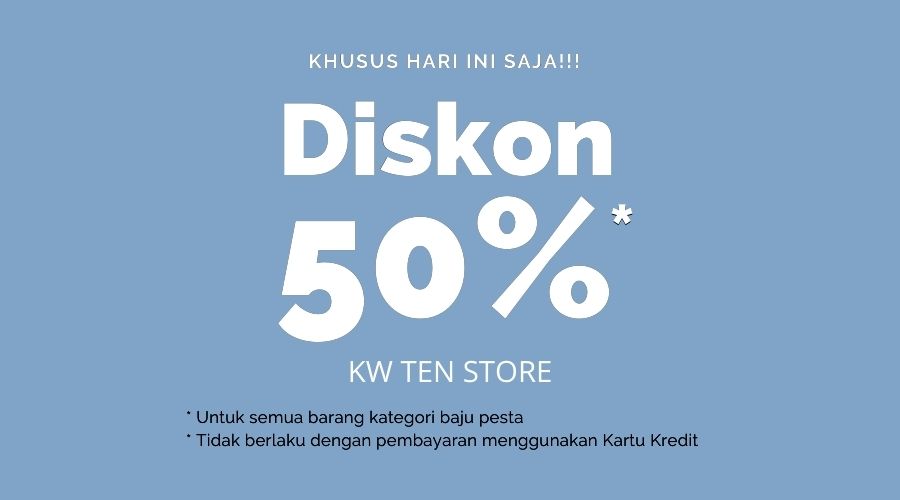 KHUSUS HARI INI SAJA!!!
Diskon
50%*
KW TEN STORE
* Untuk semua barang kategori baju pesta
* Tidak berlaku dengan pembayaran menggunakan Kartu Kredit